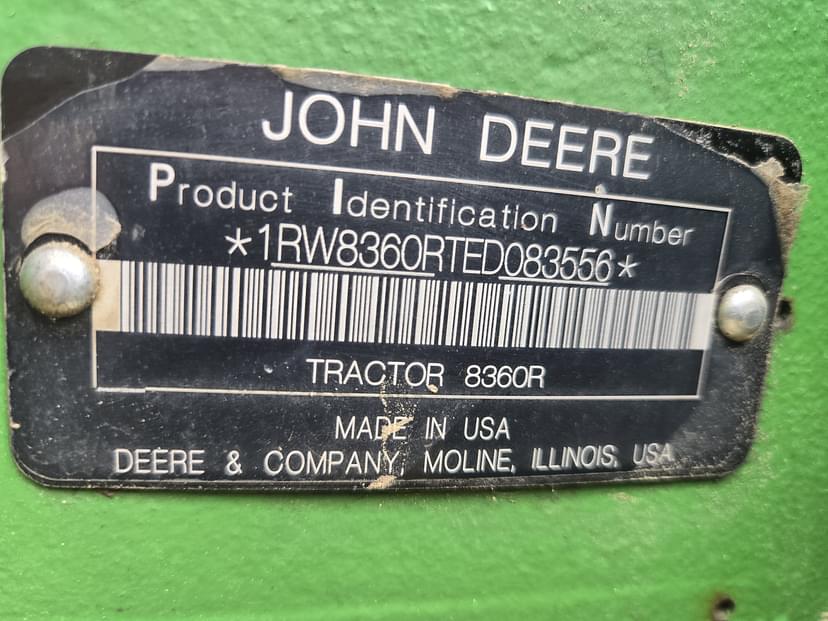 JOHN DEERE
Product Identification Number
*1RW8360RTED083556*
TRACTOR 8360R
MADE IN USA
DEERE & COMPANY, MOLINE, ILLINOIS, USA